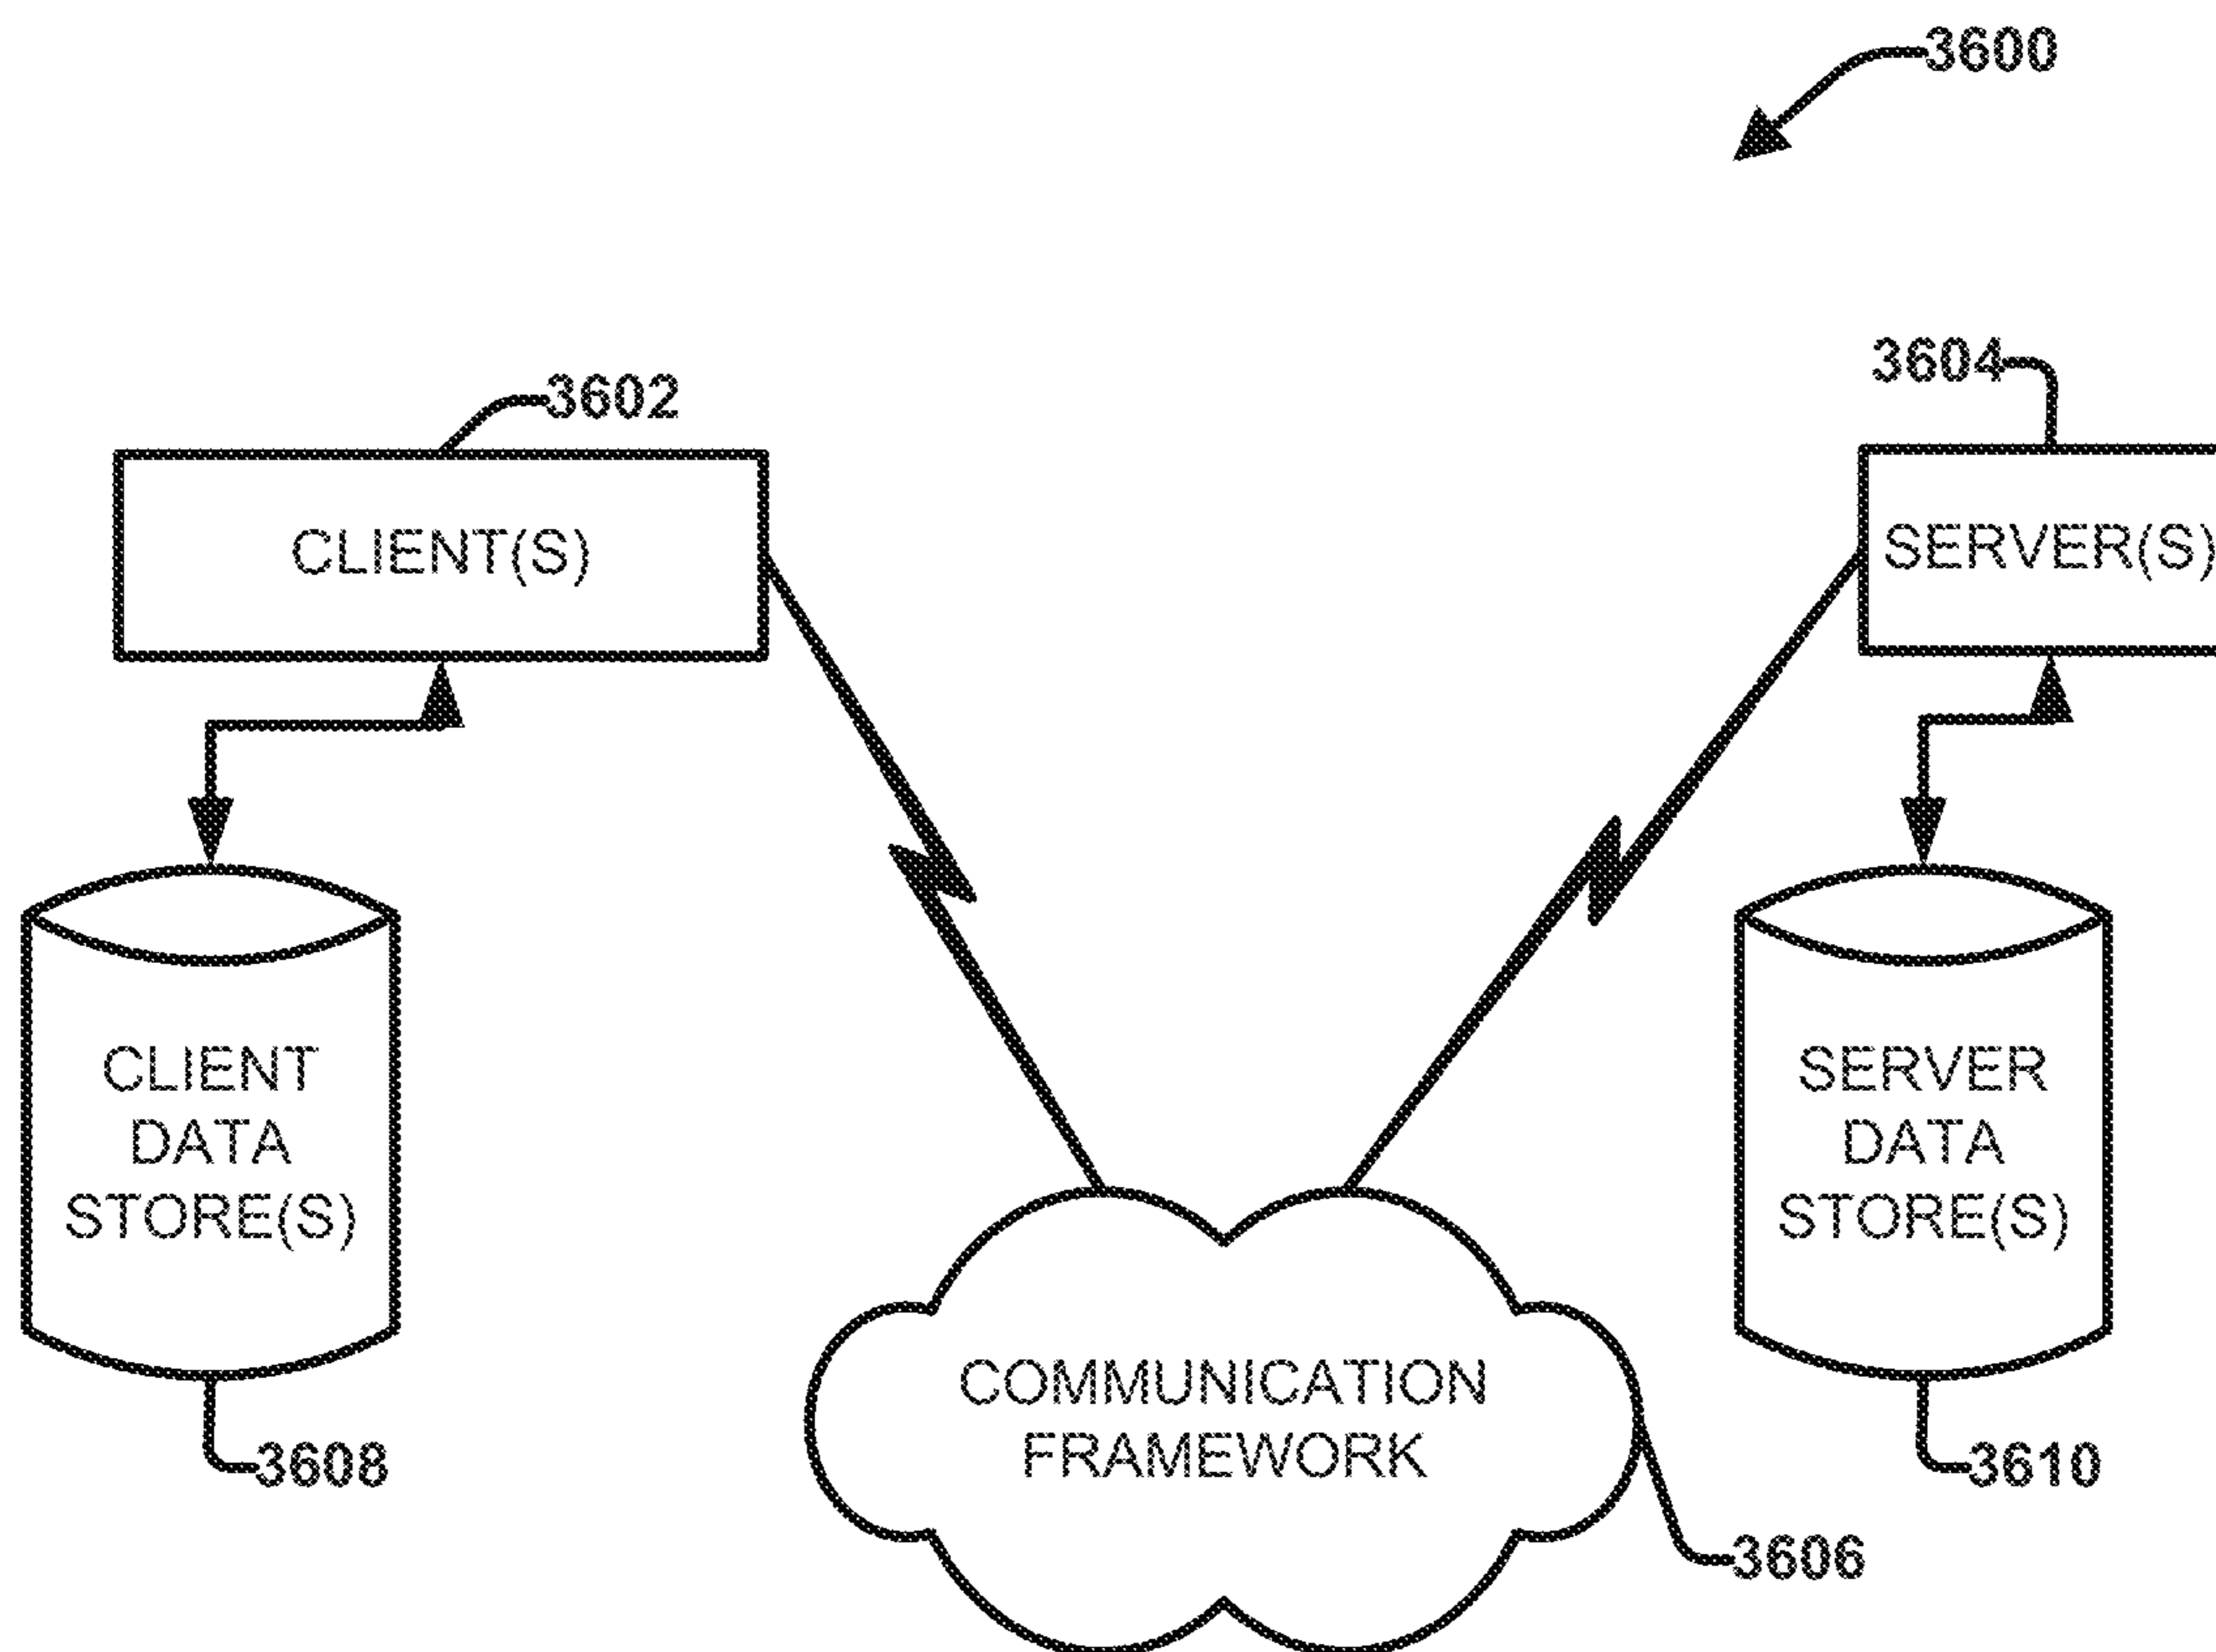 3600
3602
3604
CLIENT(S)
SERVER(S)
CLIENT
DATA
STORE(S)
SERVER
DATA
STORE(S)
COMMUNICATION
FRAMEWORK
3608
3610
3606